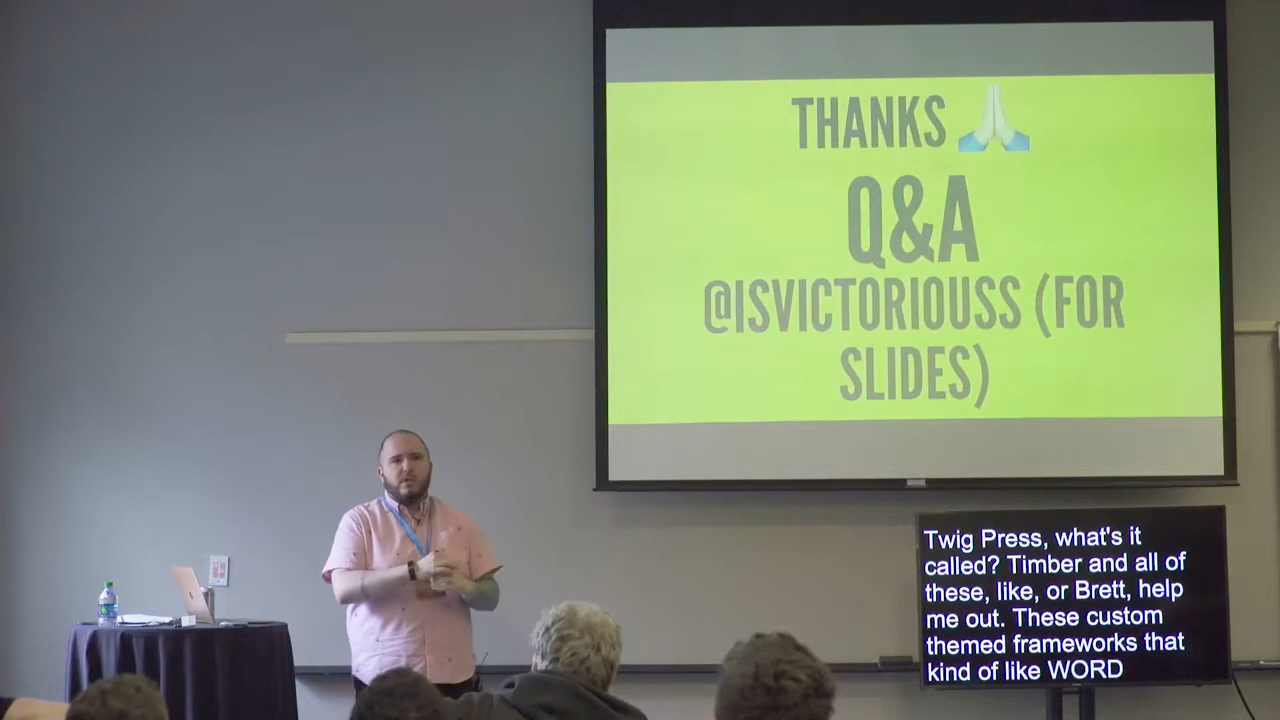 THANKS 🙏
Q&A
@ISVICTORIOUSS (FOR
SLIDES)
Twig Press, what's it
called? Timber and all of
these, like, or Brett, help
me out. These custom
themed frameworks that
kind of like WORD